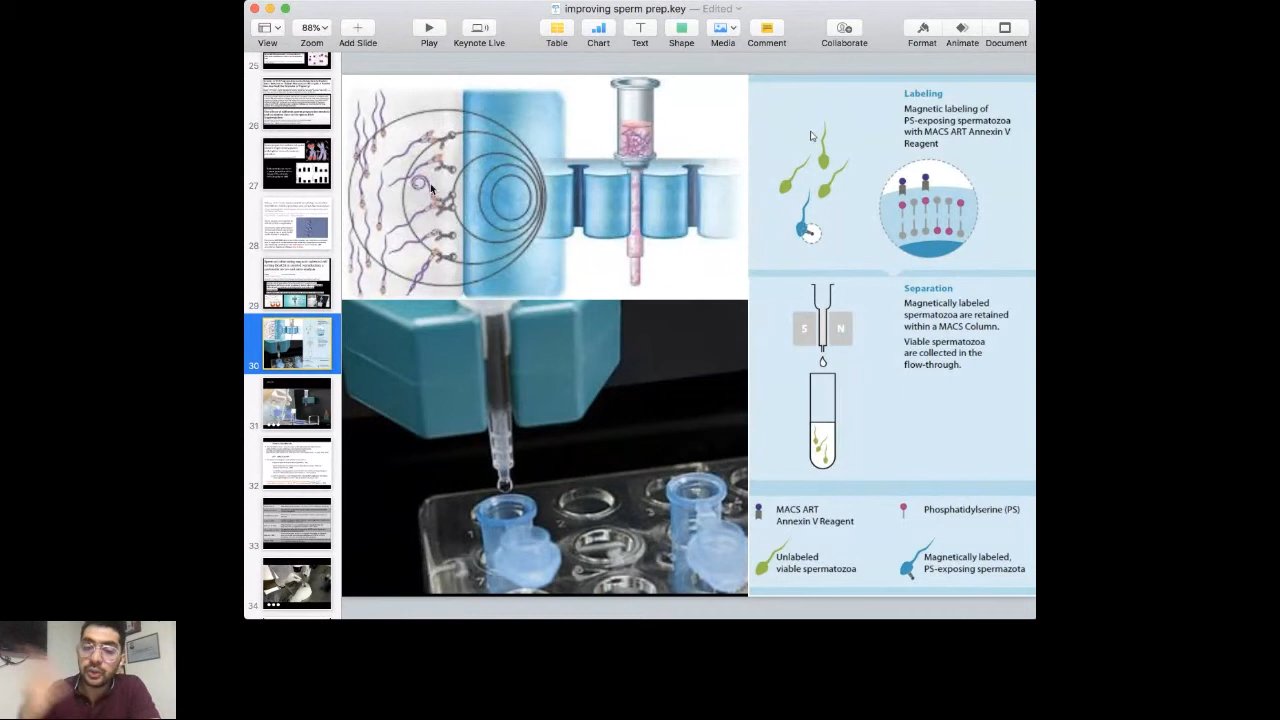 improving sperm prep.key — Edited
88%
View
Zoom
Add Slide
Play
Keynote Live
Table
Chart
Text
Shape
Media
Comment
Collaborate
Format
Animate
Document
25
26
27
28
29
30
31
32
33
34
Labeling
Magnetic labeling of
PS-exposing spermatozoa
with MACS ART Annexin V
Reagent
S
N
Separation
Magnetically labeled
spermatozoa are retained
within a MACS Column.
Viable spermatozoa
are collected in the
flow-through.
MACS ART
Annexin V Reagent
Phosphatidylserine (PS)
Unlabeled
viable spermatozoa
Magnetically labeled,
PS-exposing spermazota